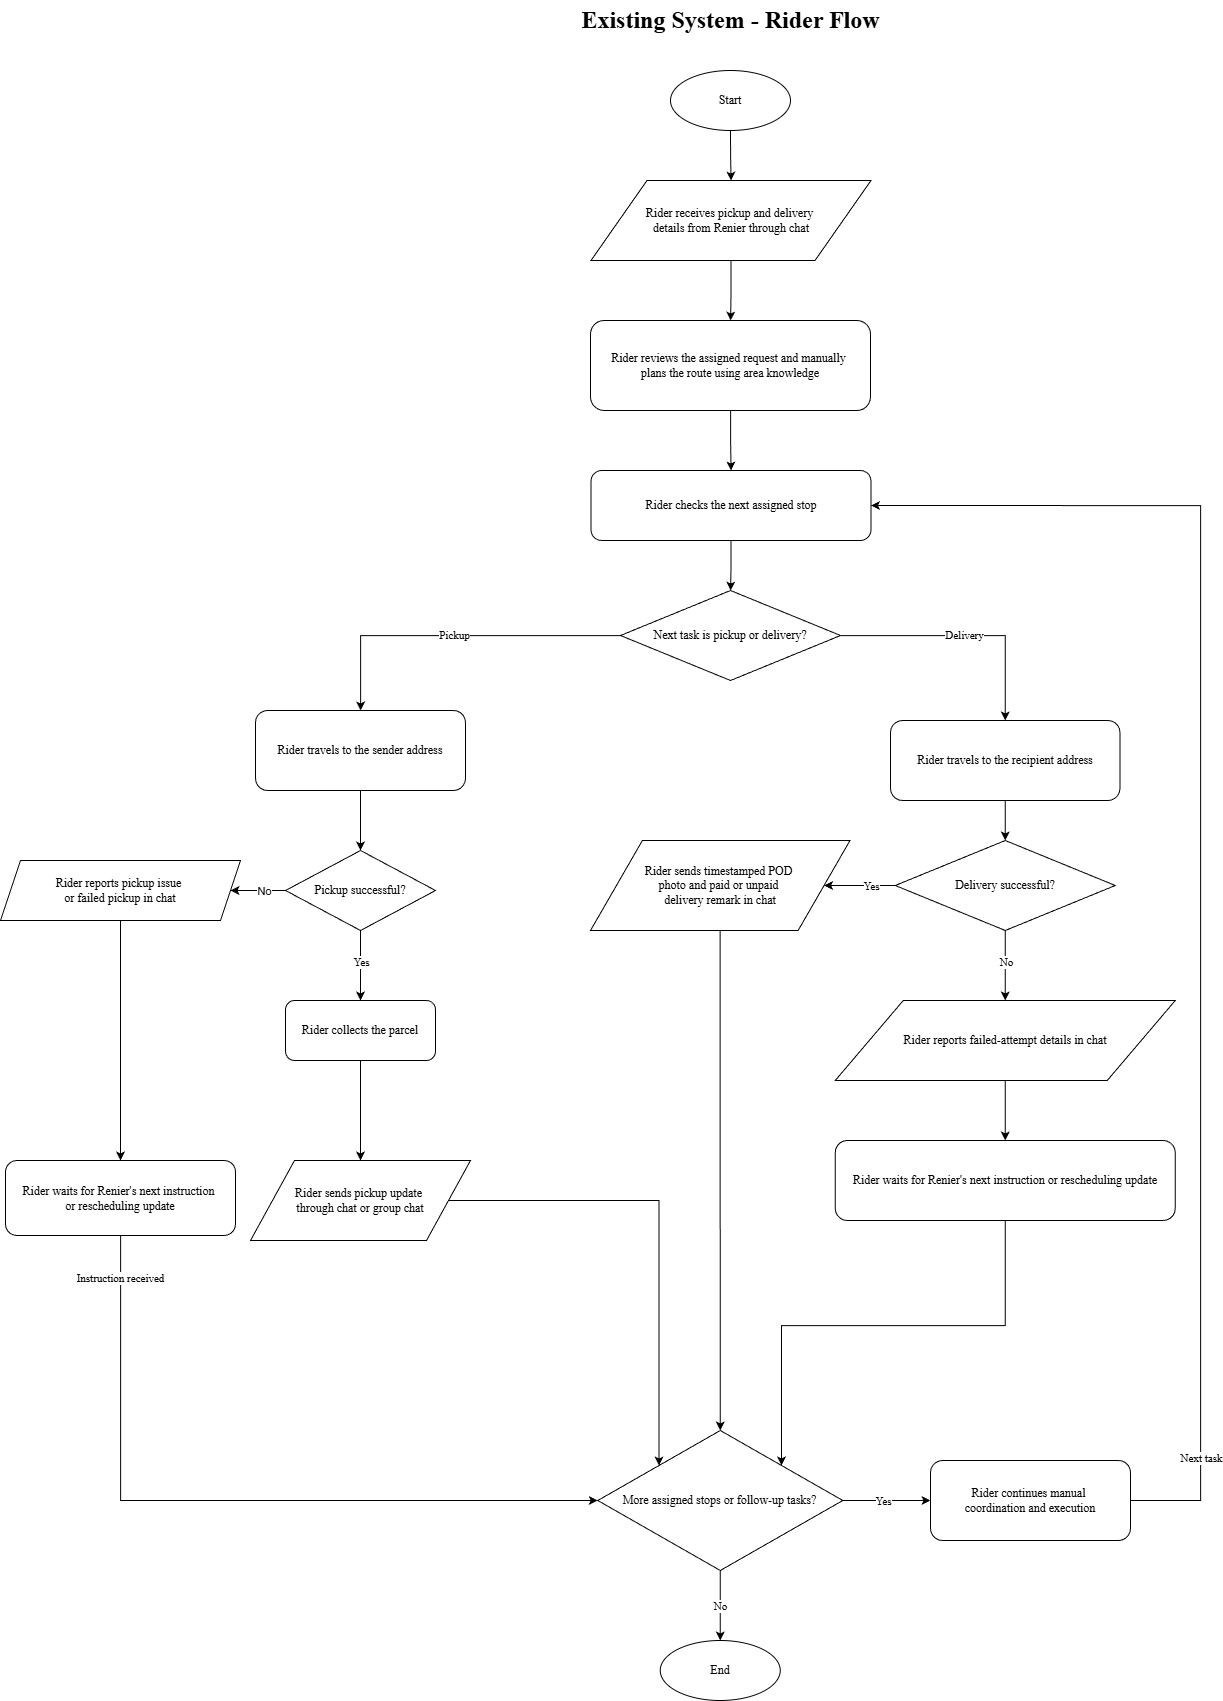 Existing System - Rider Flow
Start
Rider receives pickup and delivery
details from Renier through chat
Rider reviews the assigned request and manually
plans the route using area knowledge
Rider checks the next assigned stop
Next task is pickup or delivery?
Pickup
Delivery
Rider travels to the sender address
Rider travels to the recipient address
Pickup successful?
No
Rider reports pickup issue
or failed pickup in chat
Yes
Rider collects the parcel
Rider sends pickup update
through chat or group chat
Rider waits for Renier's next instruction
or rescheduling update
Instruction received
Delivery successful?
Yes
Rider sends timestamped POD
photo and paid or unpaid
delivery remark in chat
No
Rider reports failed-attempt details in chat
Rider waits for Renier's next instruction or rescheduling update
More assigned stops or follow-up tasks?
Yes
Rider continues manual
coordination and execution
Next task
No
End